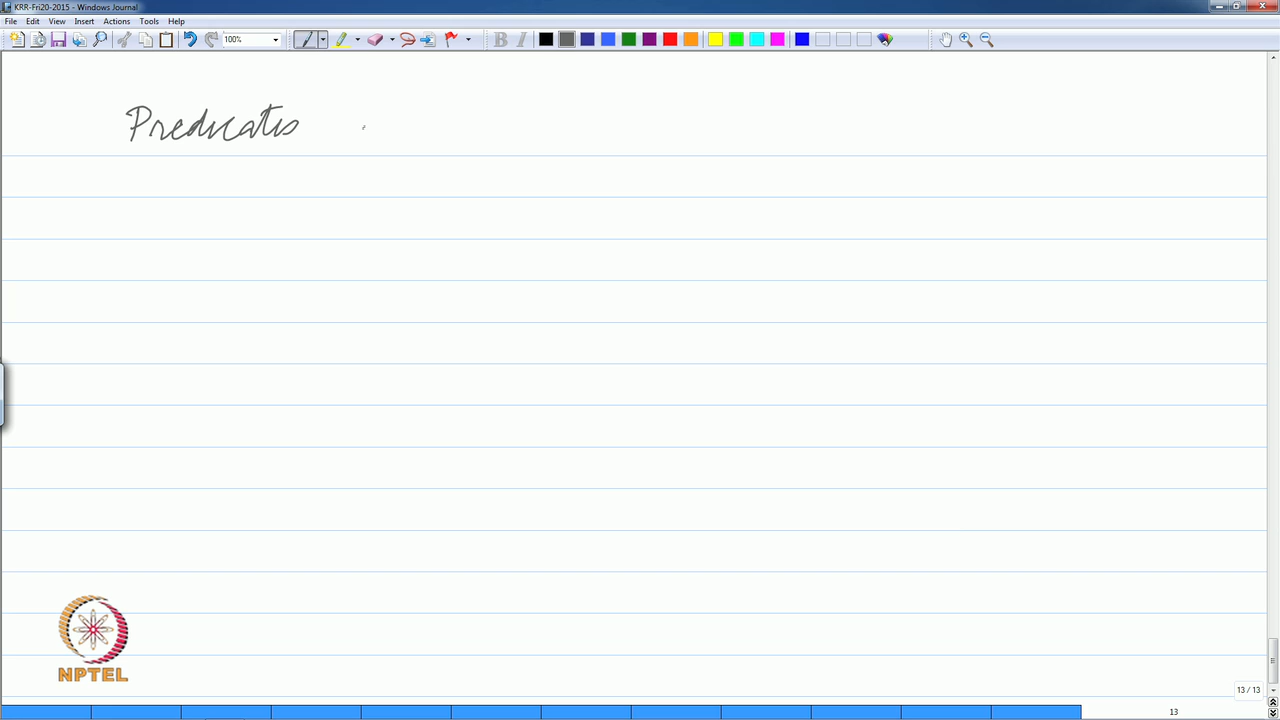 KRR-Fri20-2015 - Windows Journal
File Edit View Insert Actions Tools Help
100%
Predicates
NPTEL
13 / 13
13